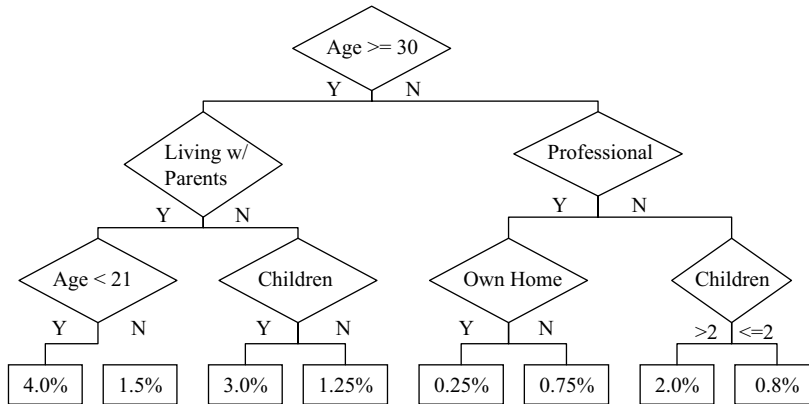 Age >= 30
Y N
Living w/
Parents
Professional
Y N Y N
Age < 21 Children Own Home Children
Y N Y N Y N >2 <=2
4.0% 1.5% 3.0% 1.25% 0.25% 0.75% 2.0% 0.8%